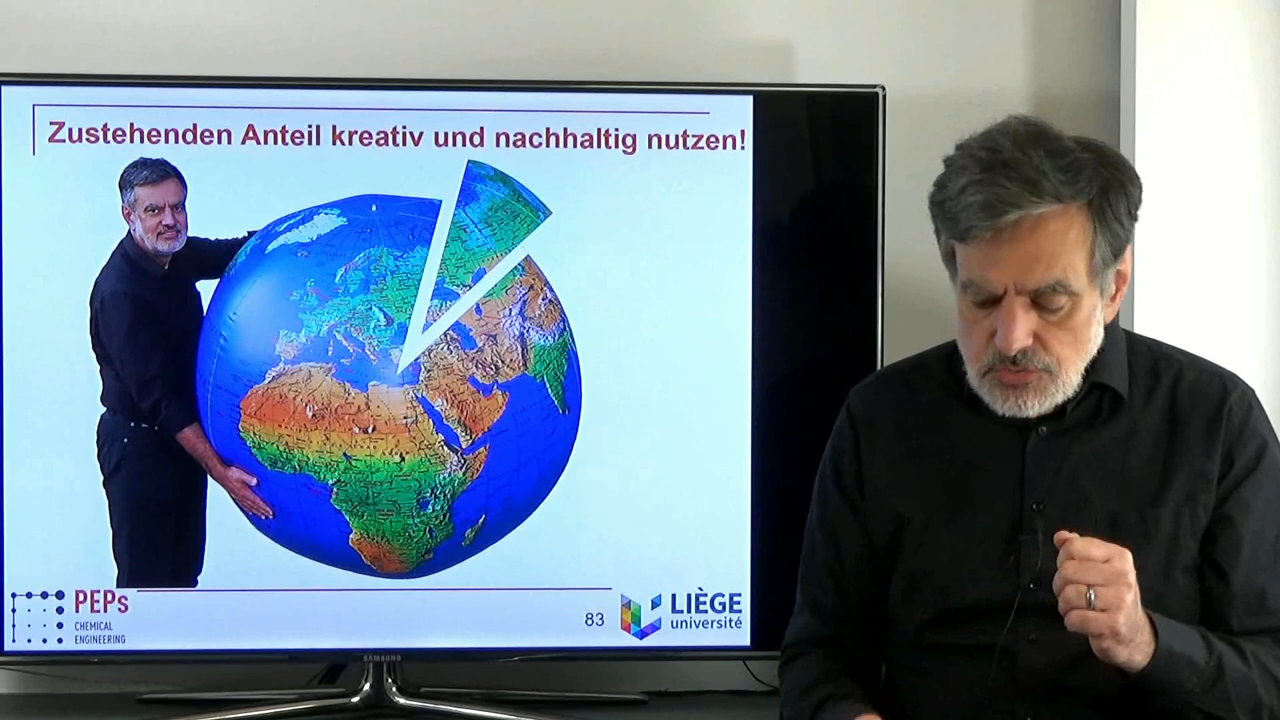 Zustehenden Anteil kreativ und nachhaltig nutzen!
PEPs
CHEMICAL
ENGINEERING
83
LIÈGE
université
SAMSUNG